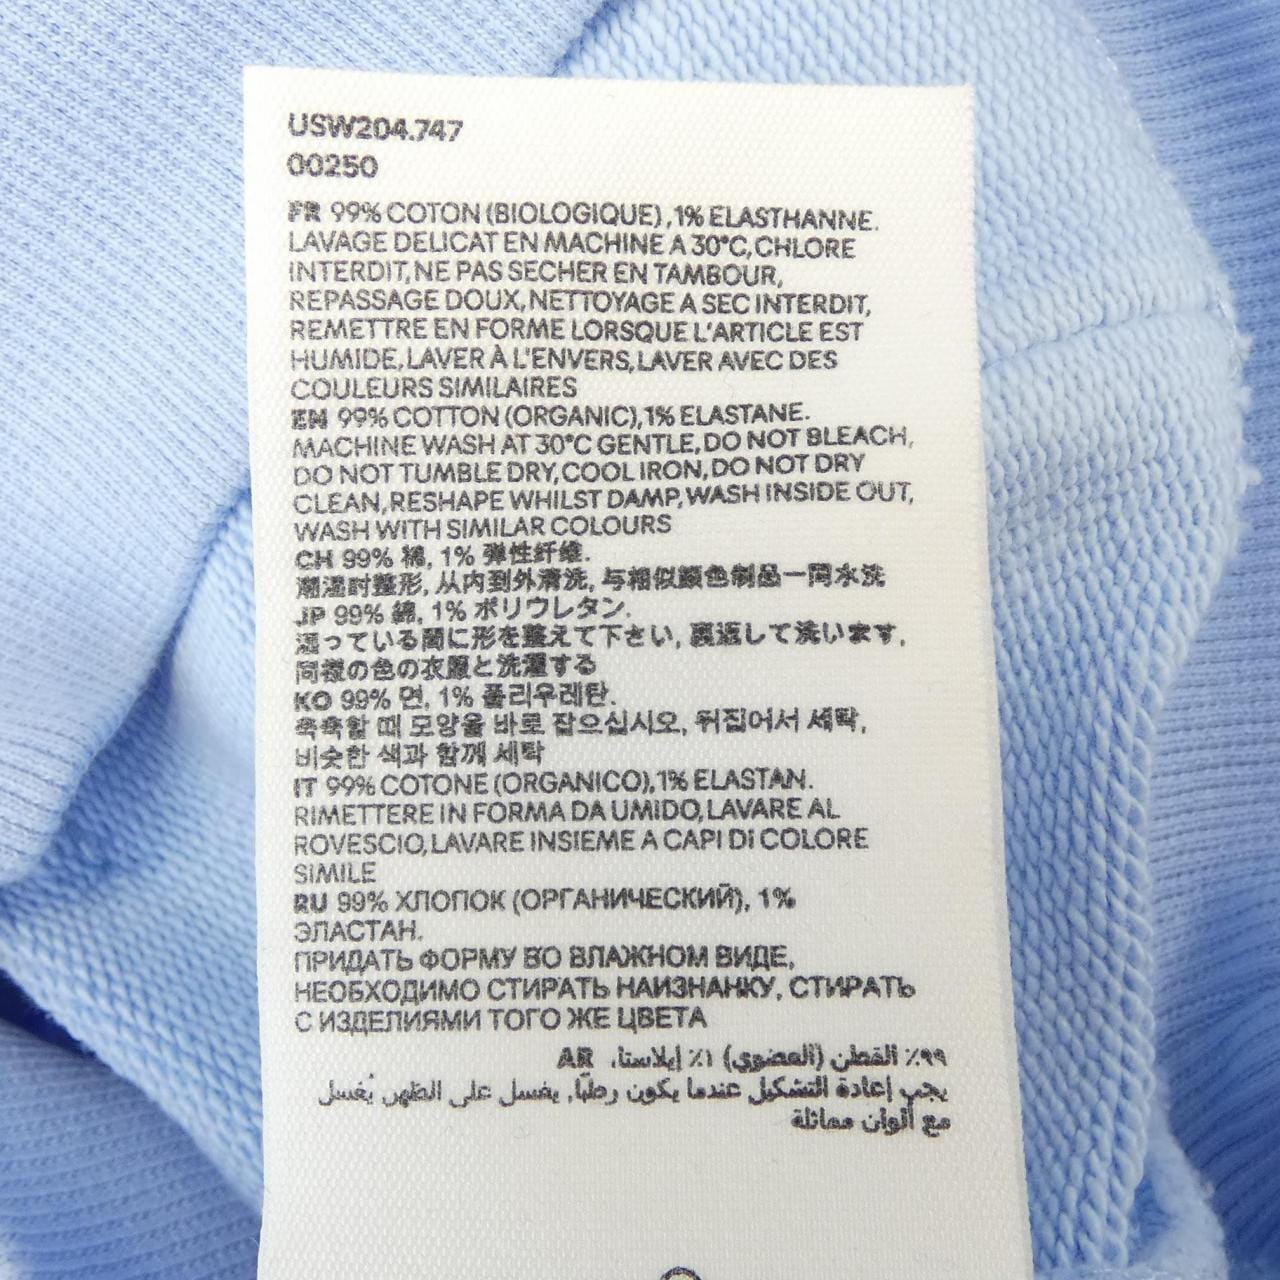 USW204.747
00250
FR 99% COTON (BIOLOGIQUE), 1% ELASTHANNE.
LAVAGE DELICAT EN MACHINE A 30°C, CHLORE
INTERDIT, NE PAS SECHER EN TAMBOUR,
REPASSAGE DOUX, NETTOYAGE A SEC INTERDIT,
REMETTRE EN FORME LORSQUE L'ARTICLE EST
HUMIDE, LAVER À L'ENVERS, LAVER AVEC DES
COULEURS SIMILAIRES
EN 99% COTTON (ORGANIC), 1% ELASTANE.
MACHINE WASH AT 30°C GENTLE, DO NOT BLEACH,
DO NOT TUMBLE DRY, COOL IRON, DO NOT DRY
CLEAN, RESHAPE WHILST DAMP, WASH INSIDE OUT,
WASH WITH SIMILAR COLOURS
CH 99% 棉, 1% 弹性纤维.
潮湿时整形, 从内到外清洗, 与相似颜色制品一同水洗
JP 99% 綿, 1% ポリウレタン.
湿っている間に形を整えて下さい, 裏返して洗います,
同様の色の衣服と洗濯する
KO 99% 면, 1% 폴리우레탄.
축축할 때 모양을 바로 잡으십시오, 뒤집어서 세탁,
비슷한 색과 함께 세탁
IT 99% COTONE (ORGANICO), 1% ELASTAN.
RIMETTERE IN FORMA DA UMIDO, LAVARE AL
ROVESCIO, LAVARE INSIEME A CAPI DI COLORE
SIMILE
RU 99% ХЛОПОК (ОРГАНИЧЕСКИЙ), 1%
ЭЛАСТАН.
ПРИДАТЬ ФОРМУ ВО ВЛАЖНОМ ВИДЕ,
НЕОБХОДИМО СТИРАТЬ НАИЗНАНКУ, СТИРАТЬ
С ИЗДЕЛИЯМИ ТОГО ЖЕ ЦВЕТА
٩٩٪ القطن (العضوي) ١٪ إيلاستا، AR
يجب إعادة التشكيل عندما يكون رطبًا, يغسل على الظهر, يُغسل
مع ألوان مماثلة